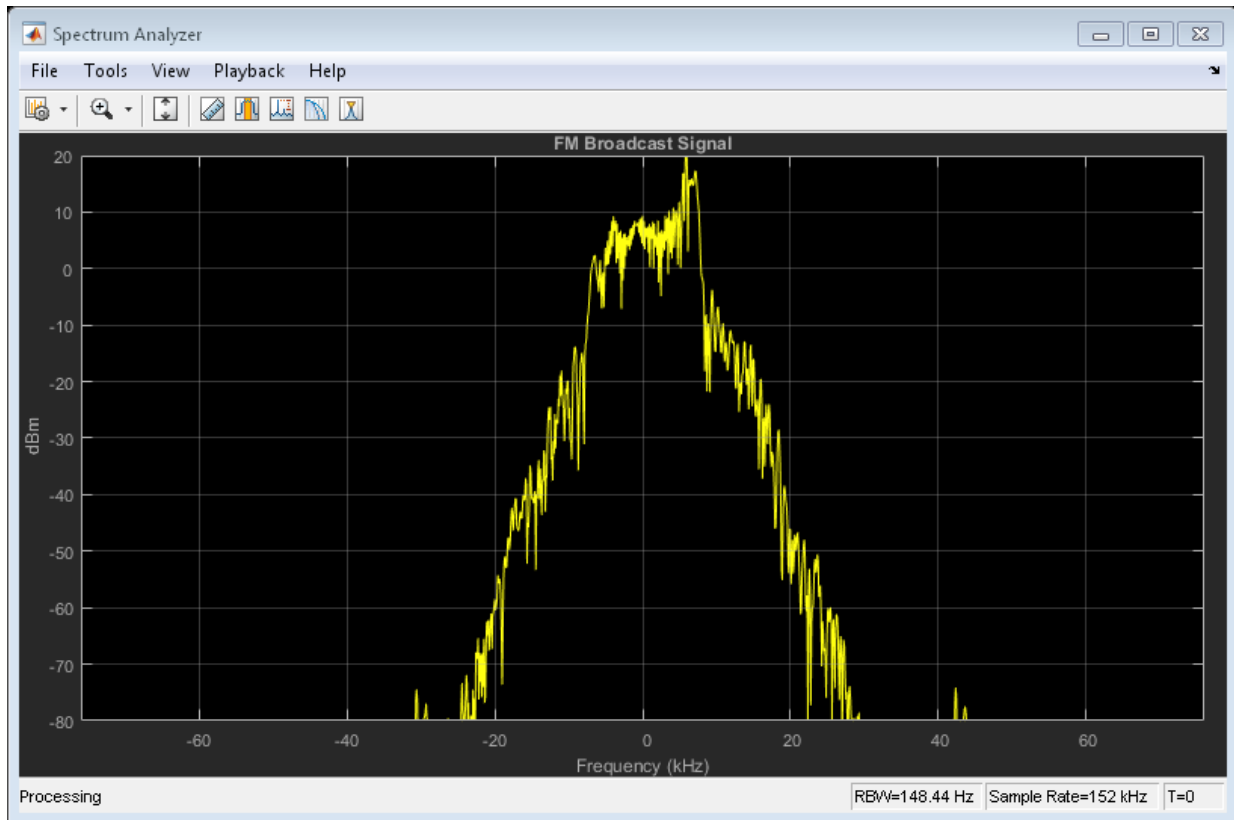 Spectrum Analyzer
File Tools View Playback Help
FM Broadcast Signal
20
10
0
-10
-20
-30
-40
-50
-60
-70
-80
dBm
-60 -40 -20 0 20 40 60
Frequency (kHz)
Processing RBW=148.44 Hz Sample Rate=152 kHz T=0